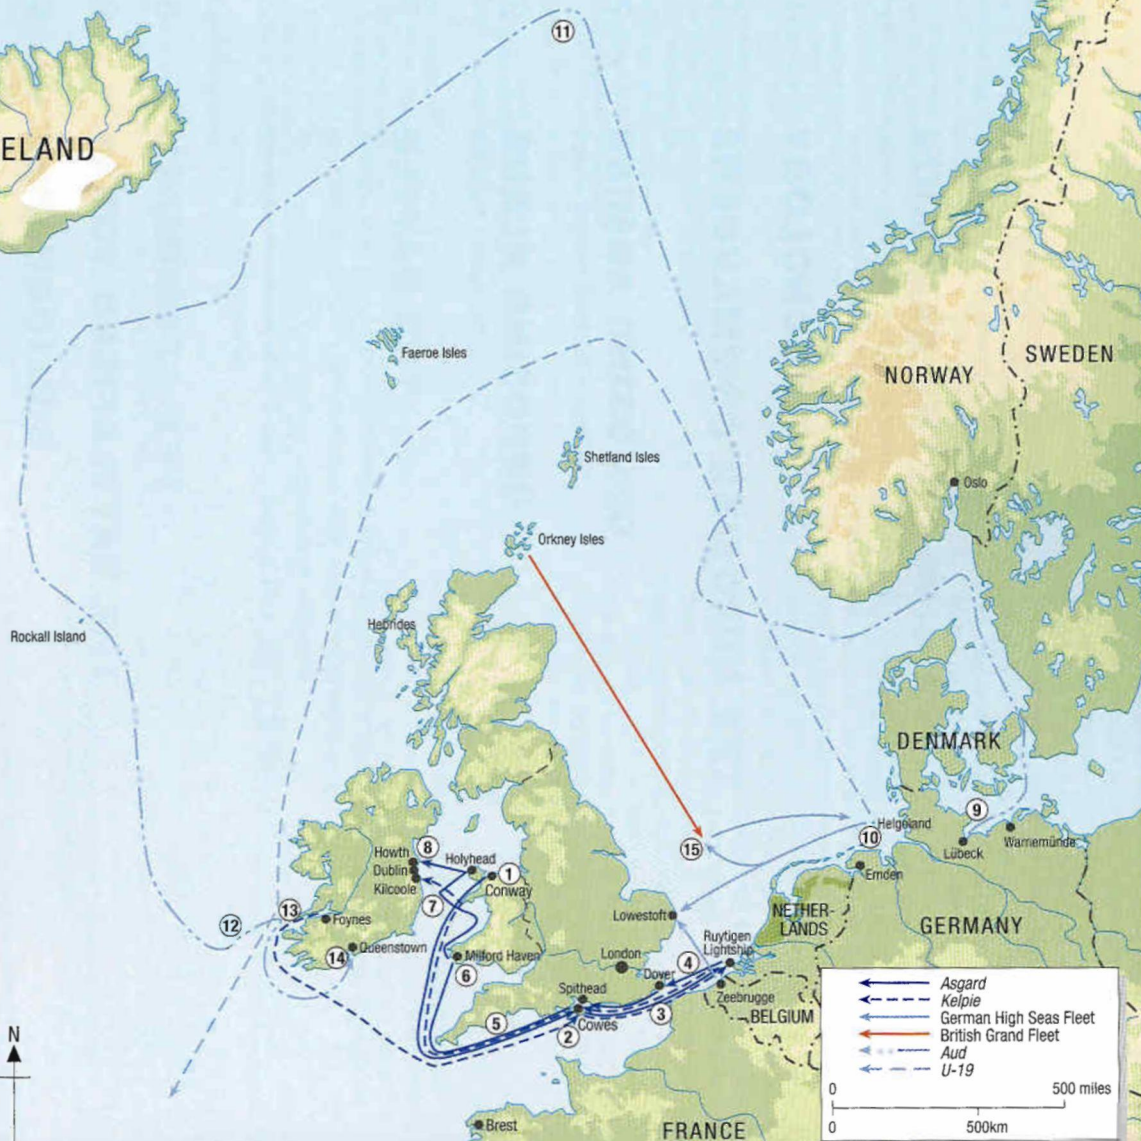 11
ELAND
Faeroe Isles
NORWAY
SWEDEN
Shetland Isles
Oslo
Orkney Isles
Hebrides
Rockall Island
DENMARK
9
Helgoland
10
Lübeck
Warnemünde
15
Emden
Howth
8
Holyhead
1
Dublin
Kilcoole
Conway
7
13
Foynes
12
Lowestoft
NETHER-
LANDS
GERMANY
Queenstown
14
Milford Haven
6
London
Ruytigen
Lightship
4
Dover
Spithead
Zeebrugge
3
BELGIUM
5
Cowes
2
N
Brest
FRANCE
Asgard
Kelpie
German High Seas Fleet
British Grand Fleet
Aud
U-19
0
500 miles
0
500km